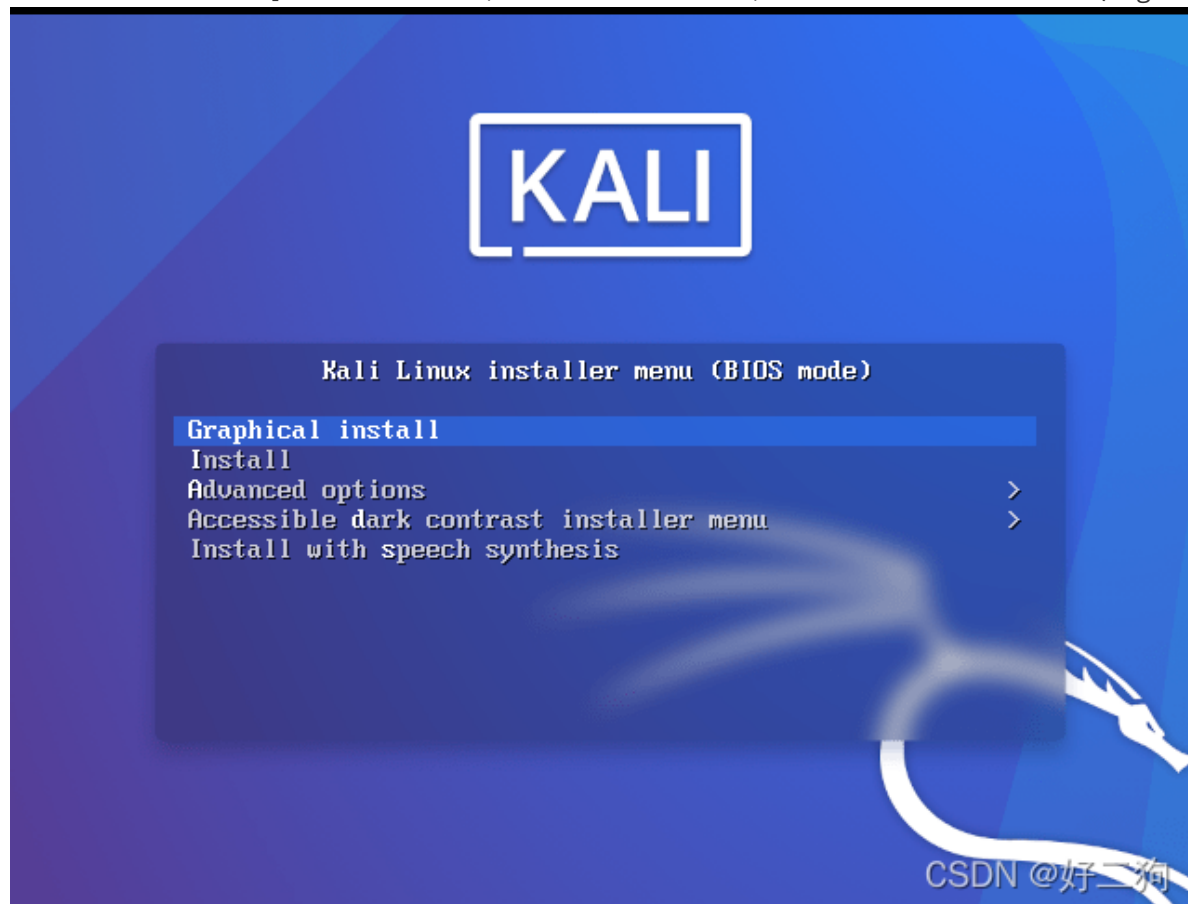 KALI
Kali Linux installer menu (BIOS mode)
Graphical install
Install
Advanced options >
Accessible dark contrast installer menu >
Install with speech synthesis
CSDN @好二狗